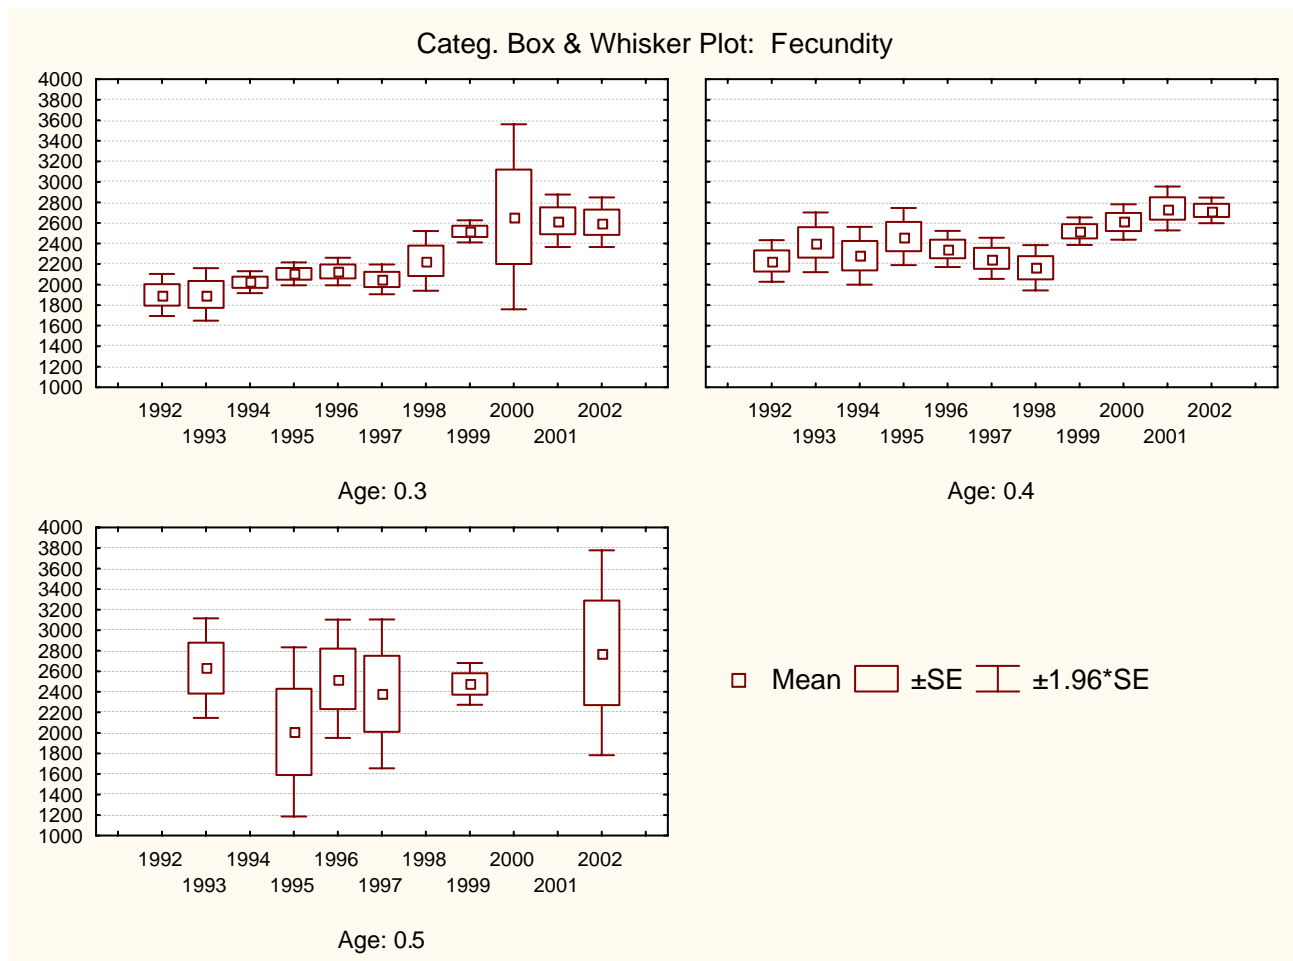 Categ. Box & Whisker Plot:  Fecundity
4000
3800
3600
3400
3200
3000
2800
2600
2400
2200
2000
1800
1600
1400
1200
1000
1992 1994 1996 1998 2000 2002
1993 1995 1997 1999 2001
Age: 0.3
1992 1994 1996 1998 2000 2002
1993 1995 1997 1999 2001
Age: 0.4
4000
3800
3600
3400
3200
3000
2800
2600
2400
2200
2000
1800
1600
1400
1200
1000
1992 1994 1996 1998 2000 2002
1993 1995 1997 1999 2001
Age: 0.5
Mean ±SE ±1.96*SE